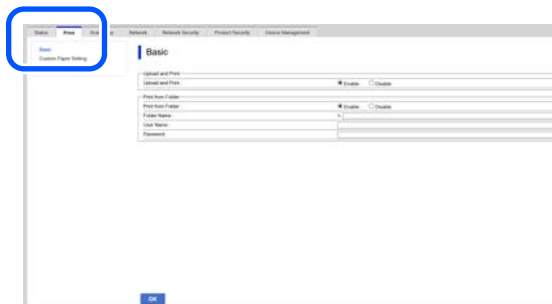 Status Print Network Network Security Product Security Device Management
Basic
Custom Paper Setting
Basic
Upload and Print
Upload and Print Enable Disable
Print from Folder
Print from Folder Enable Disable
Folder Name \
User Name
Password
OK